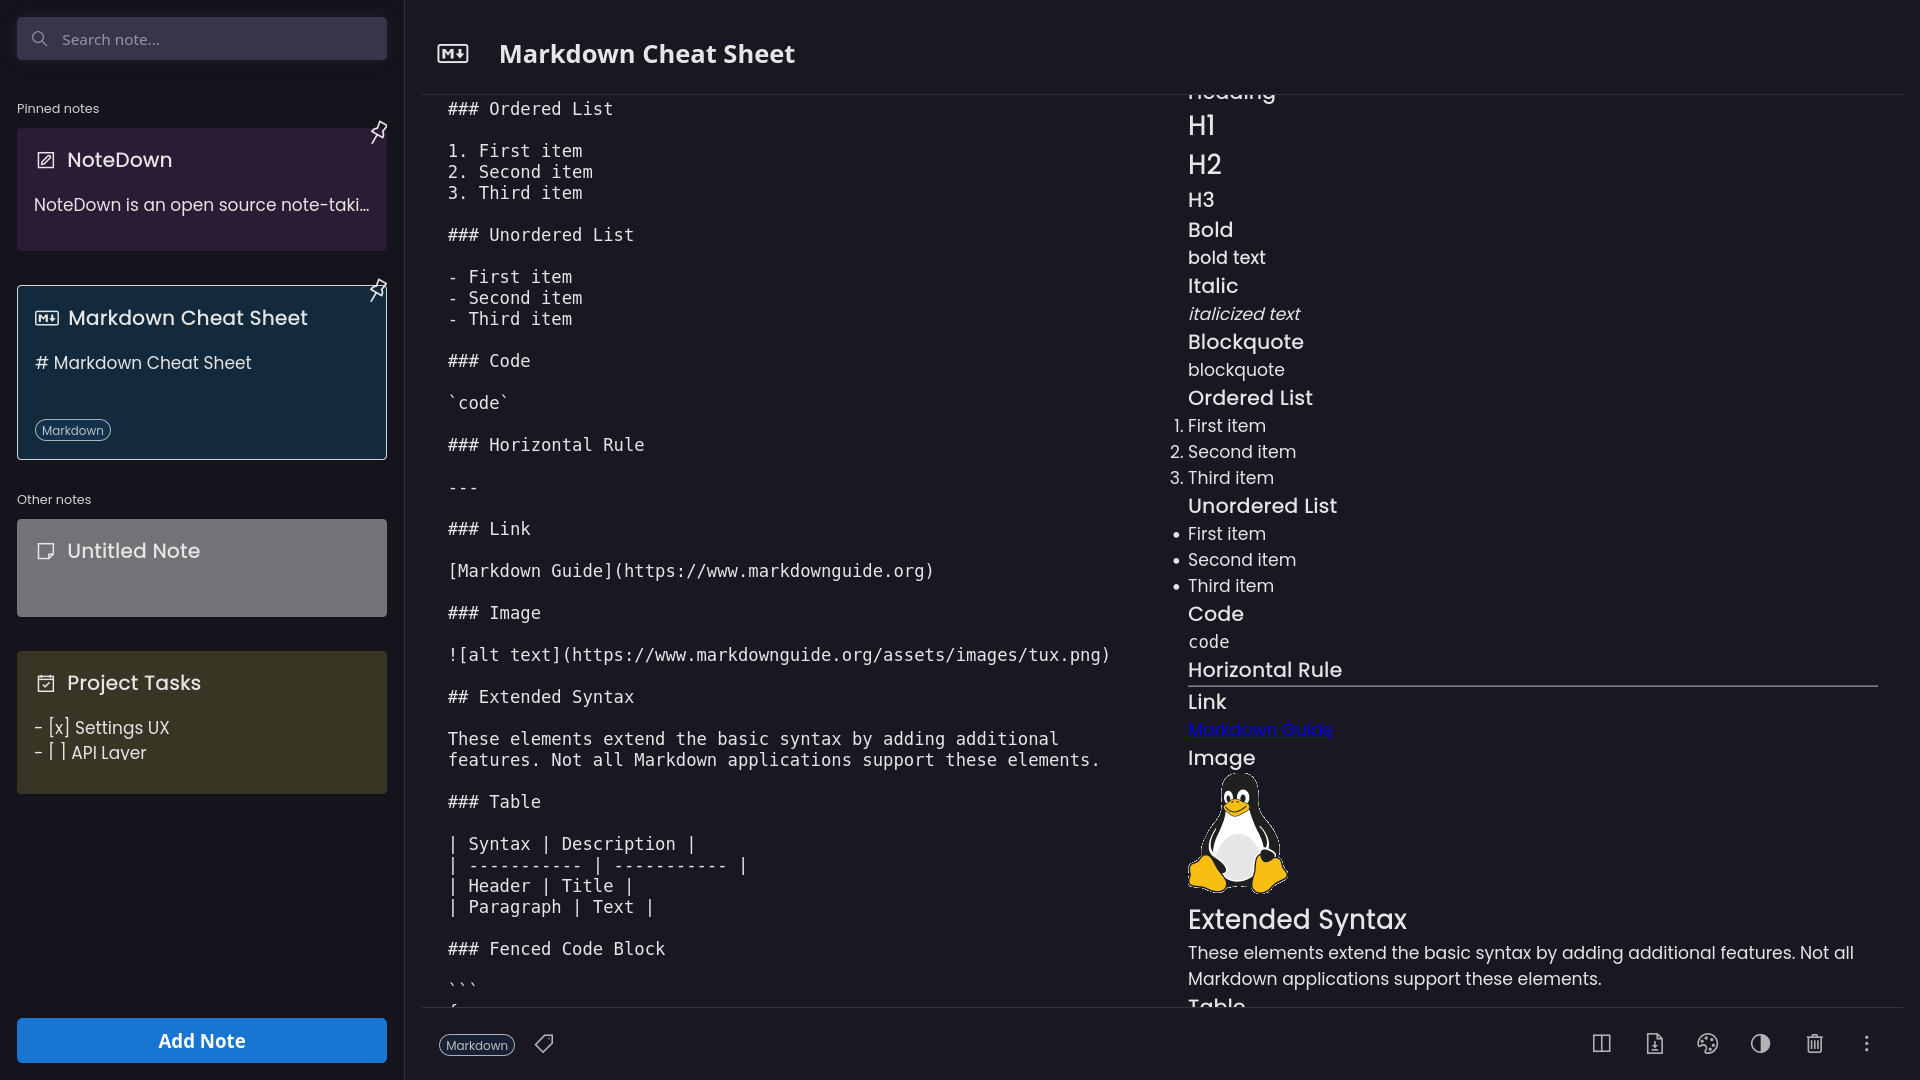 Search note...
Pinned notes
NoteDown
NoteDown is an open source note-taki...
Markdown Cheat Sheet
# Markdown Cheat Sheet
Markdown
Other notes
Untitled Note
Project Tasks
- [x] Settings UX
- [ ] API Layer
Add Note
Markdown Cheat Sheet
### Ordered List
1. First item
2. Second item
3. Third item
### Unordered List
- First item
- Second item
- Third item
### Code
`code`
### Horizontal Rule
---
### Link
[Markdown Guide](https://www.markdownguide.org)
### Image
![alt text](https://www.markdownguide.org/assets/images/tux.png)
## Extended Syntax
These elements extend the basic syntax by adding additional
features. Not all Markdown applications support these elements.
### Table
| Syntax | Description |
| ----------- | ----------- |
| Header | Title |
| Paragraph | Text |
### Fenced Code Block
```
{
Heading
H1
H2
H3
Bold
bold text
Italic
italicized text
Blockquote
blockquote
Ordered List
1. First item
2. Second item
3. Third item
Unordered List
• First item
• Second item
• Third item
Code
code
Horizontal Rule
Link
Markdown Guide
Image
Extended Syntax
These elements extend the basic syntax by adding additional features. Not all
Markdown applications support these elements.
Table
Markdown